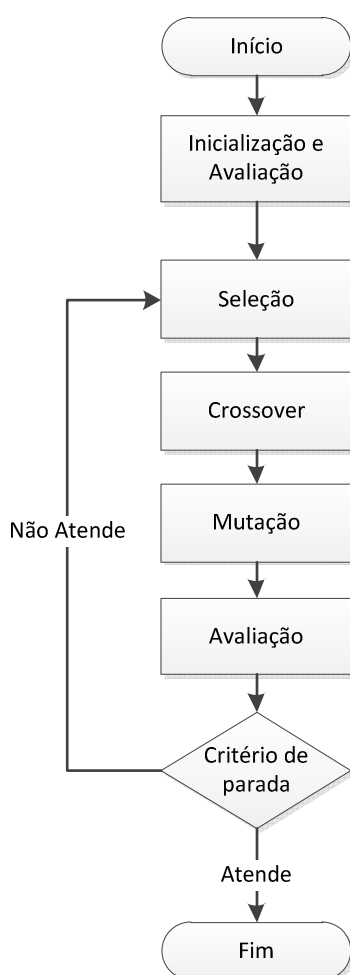 Início
Inicialização e
Avaliação
Seleção
Crossover
Não Atende
Mutação
Avaliação
Critério de
parada
Atende
Fim